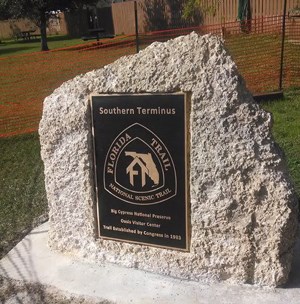 Southern Terminus
FLORIDA TRAIL
FT
NATIONAL SCENIC TRAIL
Big Cypress National Preserve
Oasis Visitor Center
Trail Established by Congress in 1983